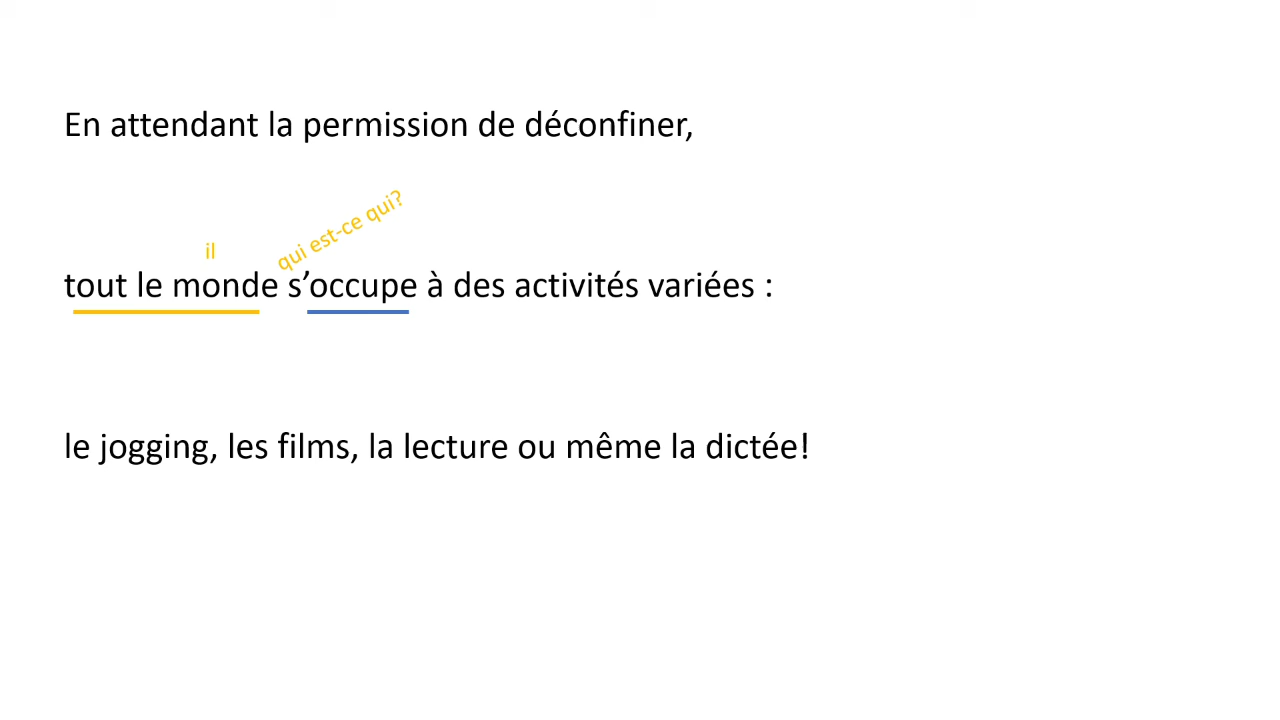 En attendant la permission de déconfiner,
qui est-ce qui?
il
tout le monde s’occupe à des activités variées :
le jogging, les films, la lecture ou même la dictée!